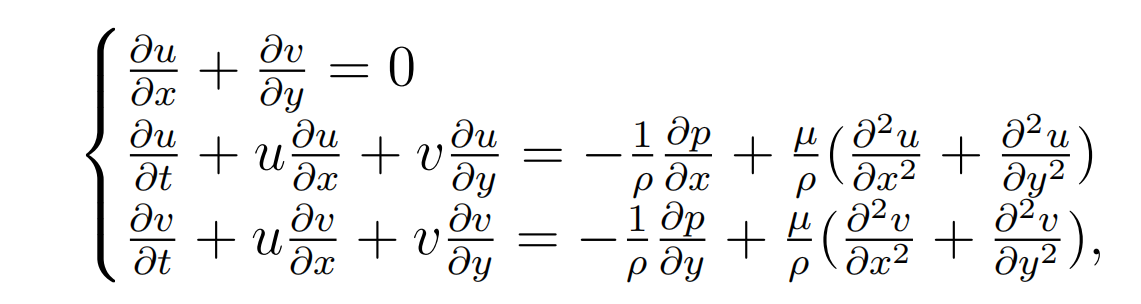 ∂u/∂x + ∂v/∂y = 0
∂u/∂t + u ∂u/∂x + v ∂u/∂y = −1/ρ ∂p/∂x + μ/ρ (∂²u/∂x² + ∂²u/∂y²)
∂v/∂t + u ∂v/∂x + v ∂v/∂y = −1/ρ ∂p/∂y + μ/ρ (∂²v/∂x² + ∂²v/∂y²),